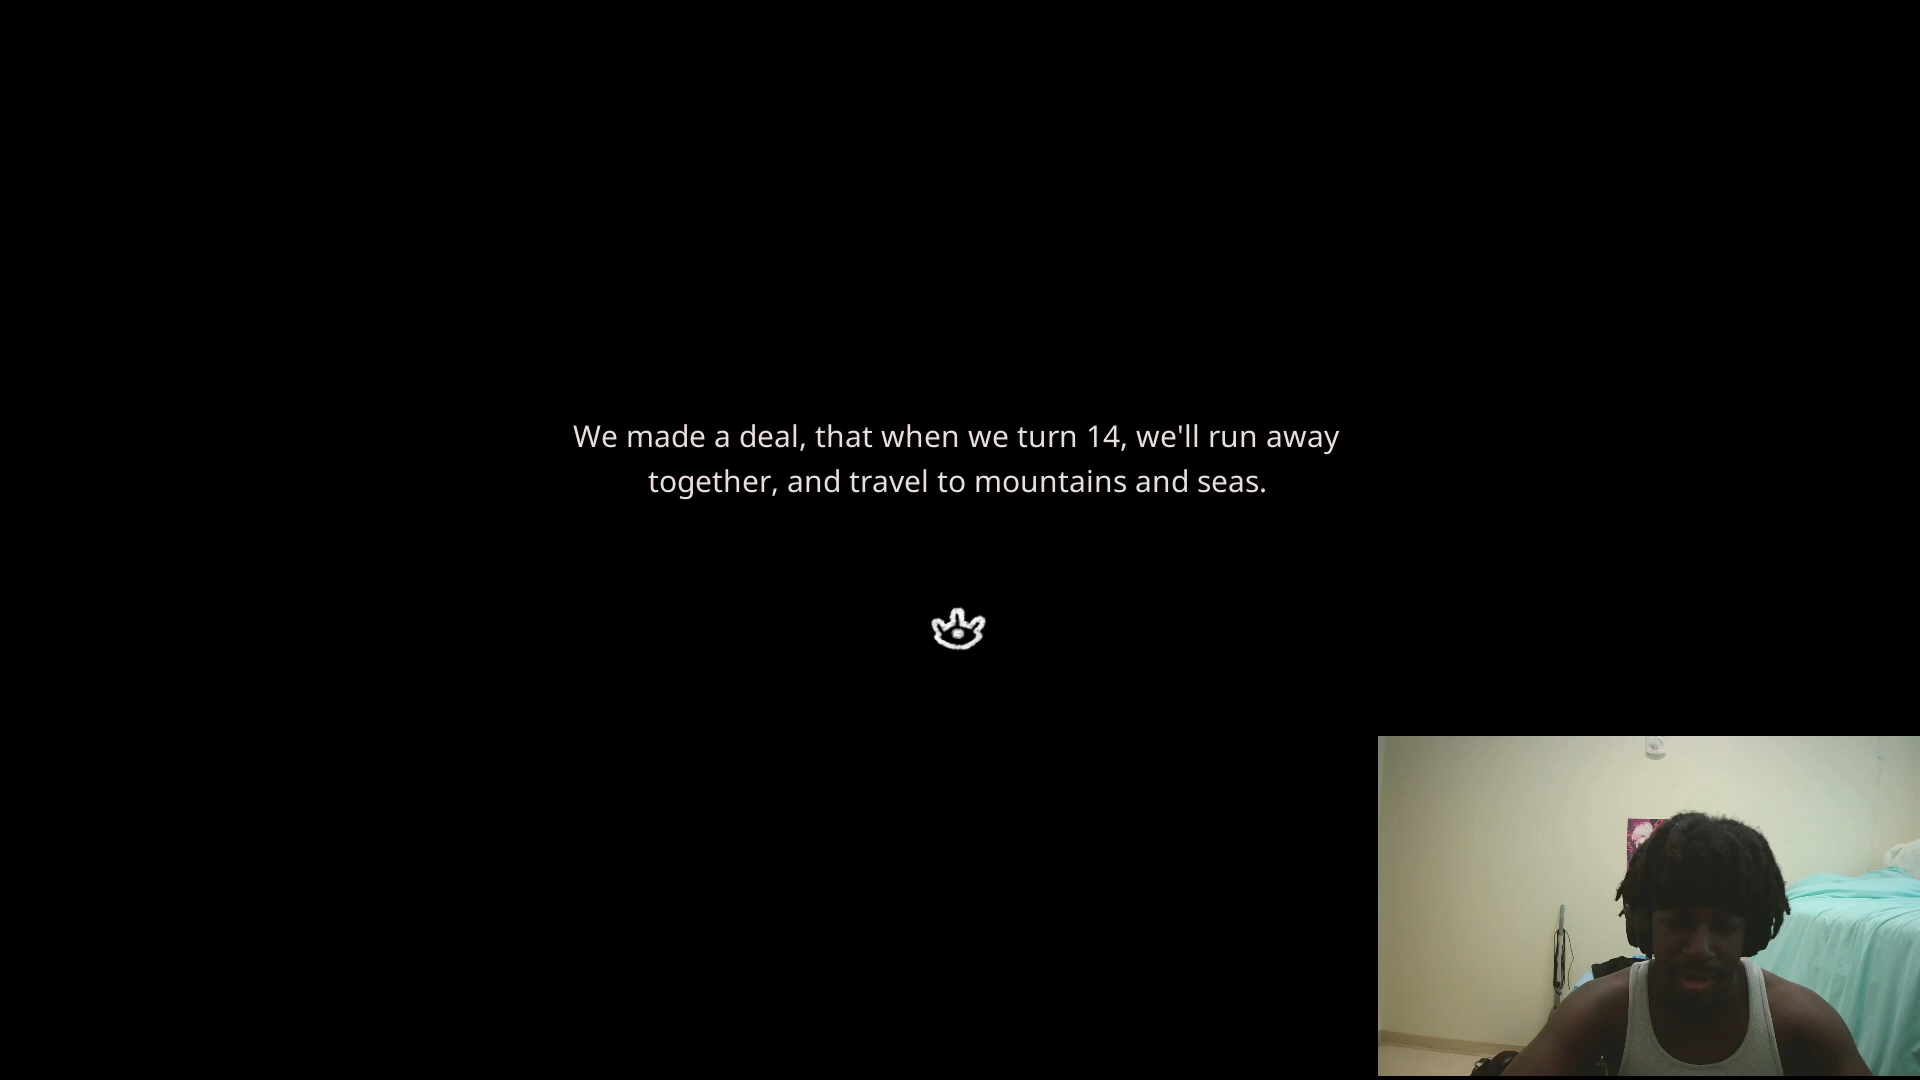 We made a deal, that when we turn 14, we'll run away
together, and travel to mountains and seas.